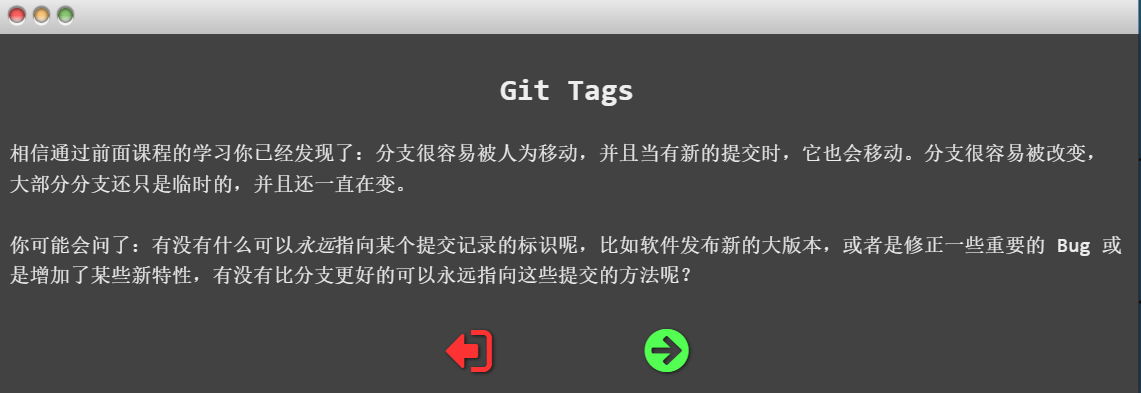 Git Tags
相信通过前面课程的学习你已经发现了：分支很容易被人为移动，并且当有新的提交时，它也会移动。分支很容易被改变，
大部分分支还只是临时的，并且还一直在变。
你可能会问了：有没有什么可以永远指向某个提交记录的标识呢，比如软件发布新的大版本，或者是修正一些重要的 Bug 或
是增加了某些新特性，有没有比分支更好的可以永远指向这些提交的方法呢？